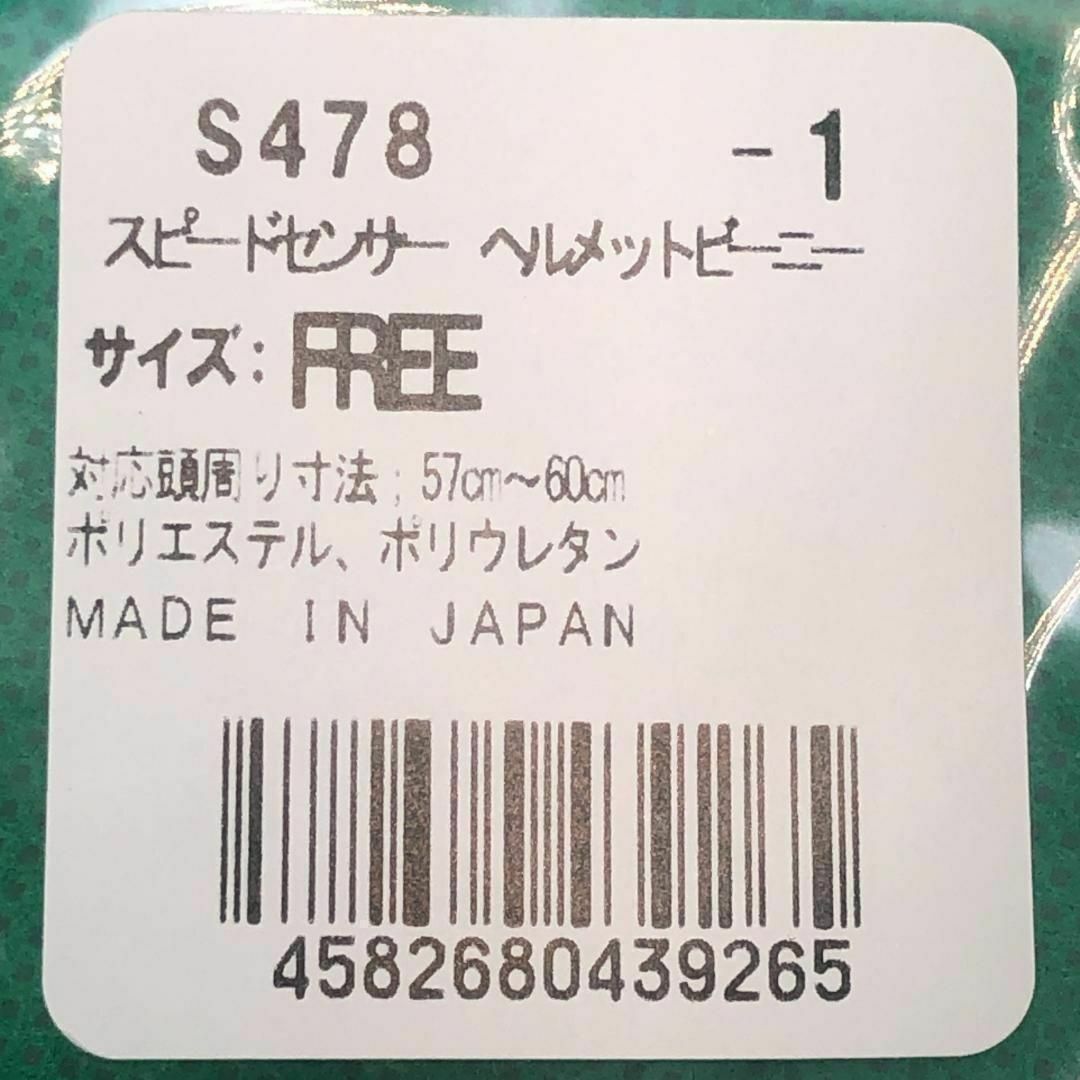 S478 -1
スピードセンサー ヘルメットビーニー
サイズ:FREE
対応頭周り寸法;57cm〜60cm
ポリエステル、ポリウレタン
MADE IN JAPAN
4582680439265